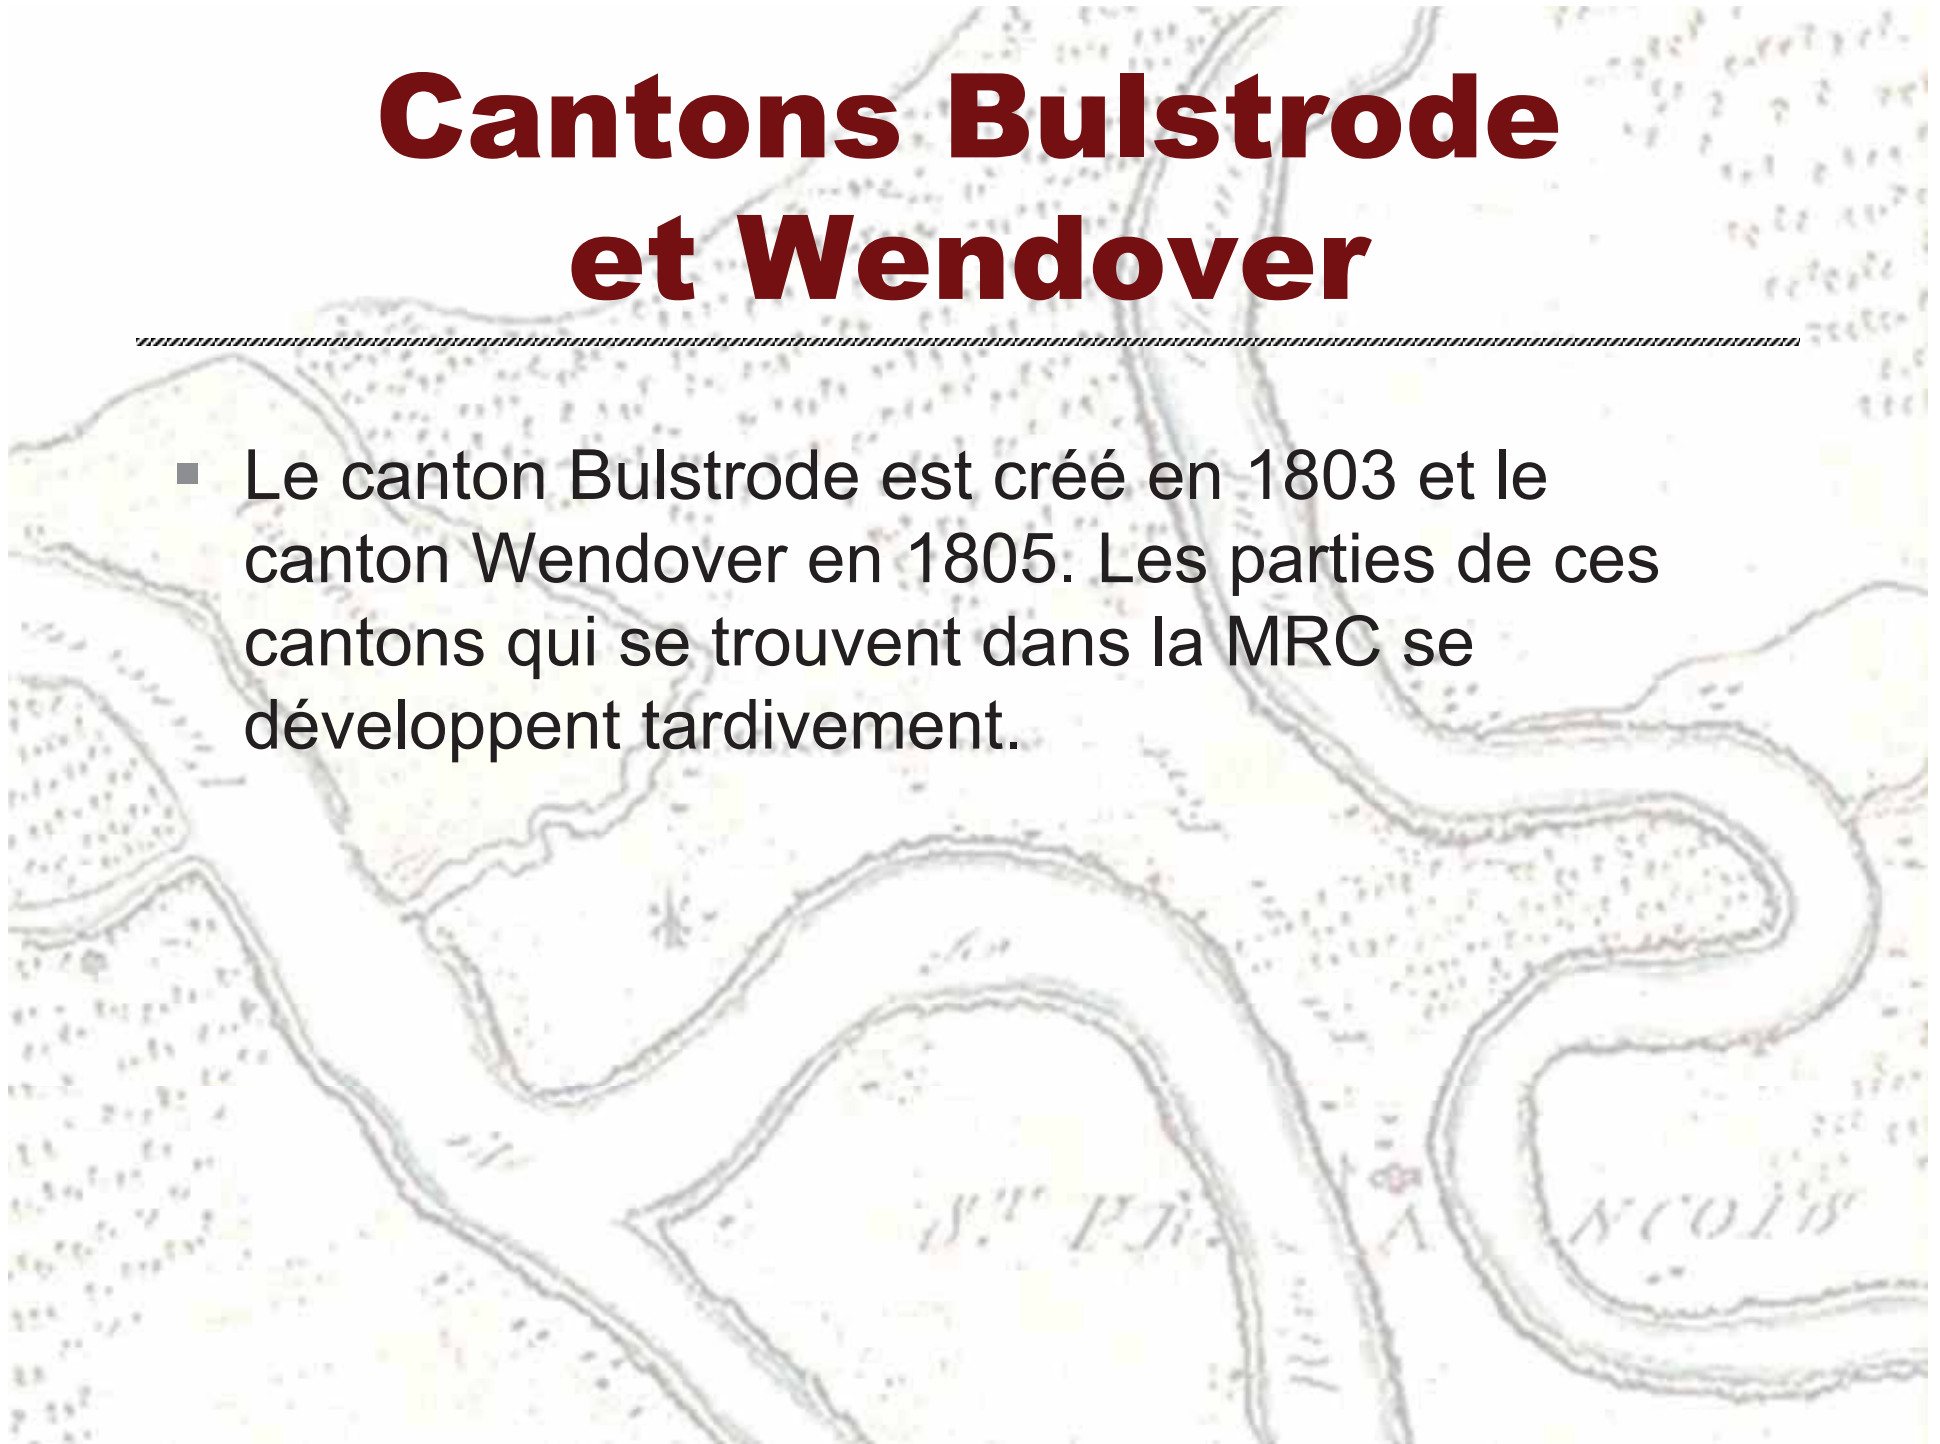 Cantons Bulstrode
et Wendover
Le canton Bulstrode est créé en 1803 et le
canton Wendover en 1805. Les parties de ces
cantons qui se trouvent dans la MRC se
développent tardivement.